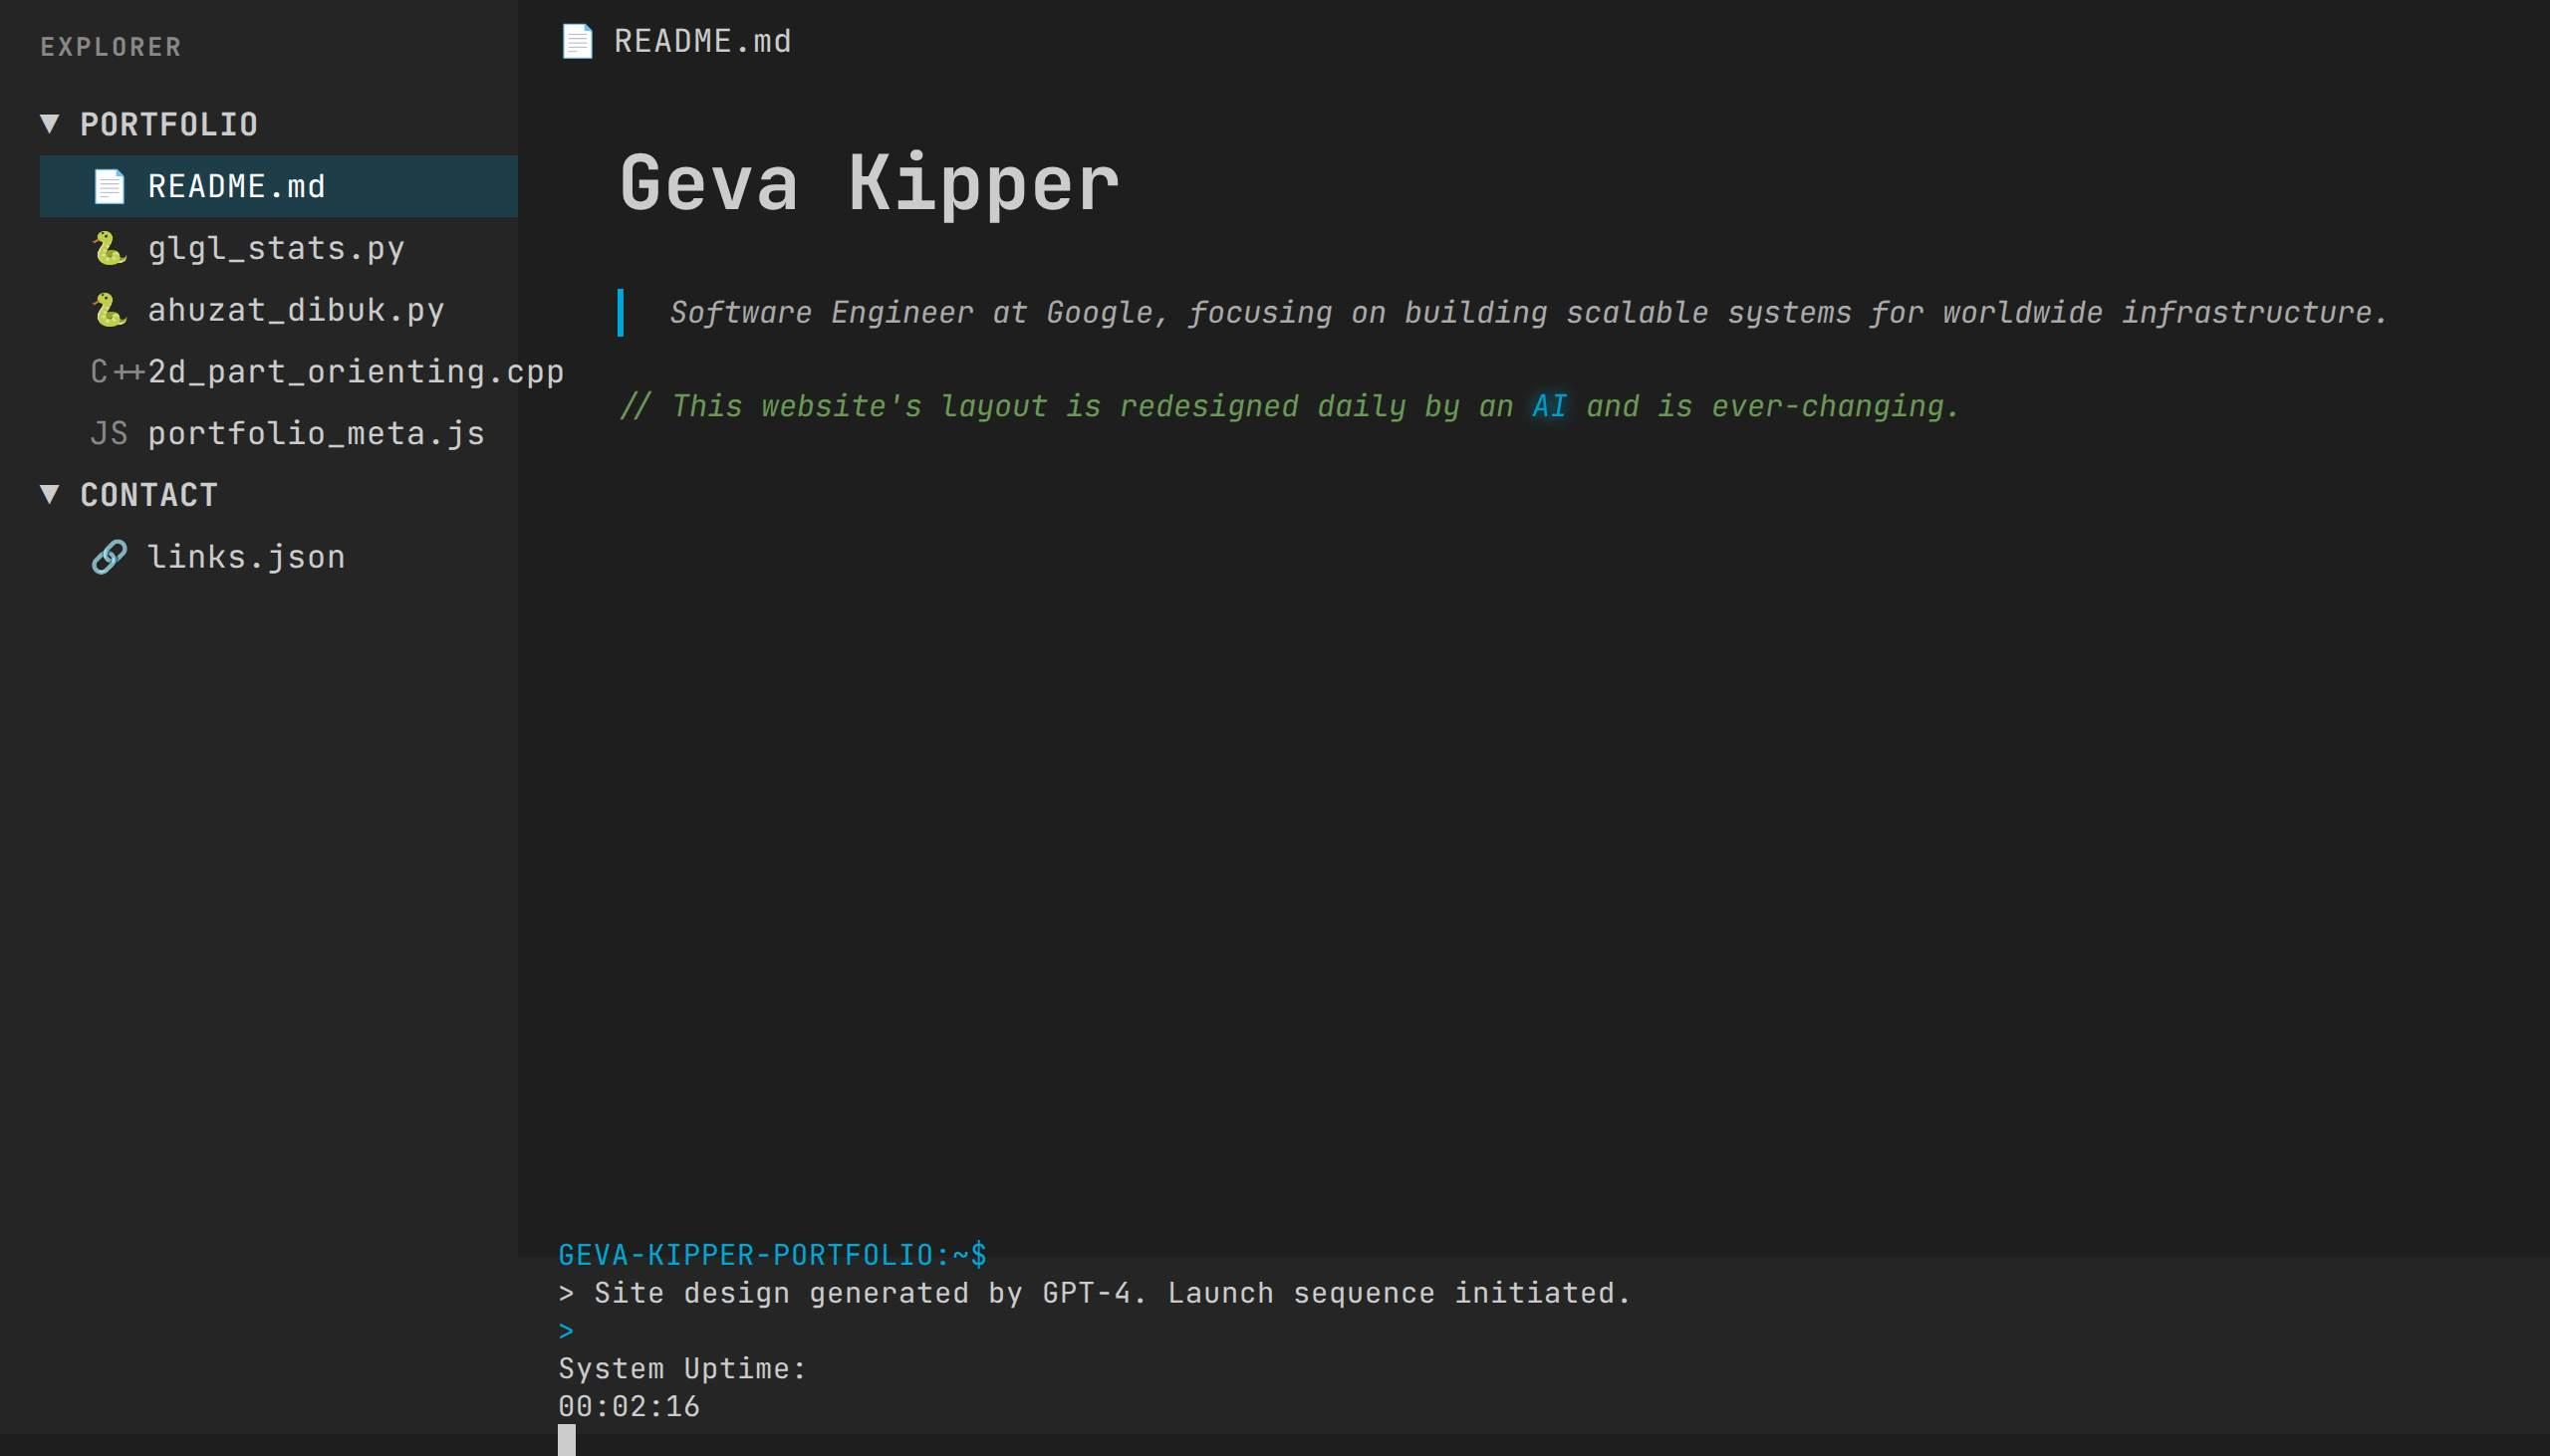 EXPLORER
▼ PORTFOLIO
README.md
glgl_stats.py
ahuzat_dibuk.py
C++ 2d_part_orienting.cpp
JS portfolio_meta.js
▼ CONTACT
links.json
README.md
Geva Kipper
Software Engineer at Google, focusing on building scalable systems for worldwide infrastructure.
// This website's layout is redesigned daily by an AI and is ever-changing.
GEVA-KIPPER-PORTFOLIO:~$
> Site design generated by GPT-4. Launch sequence initiated.
>
System Uptime:
00:02:16